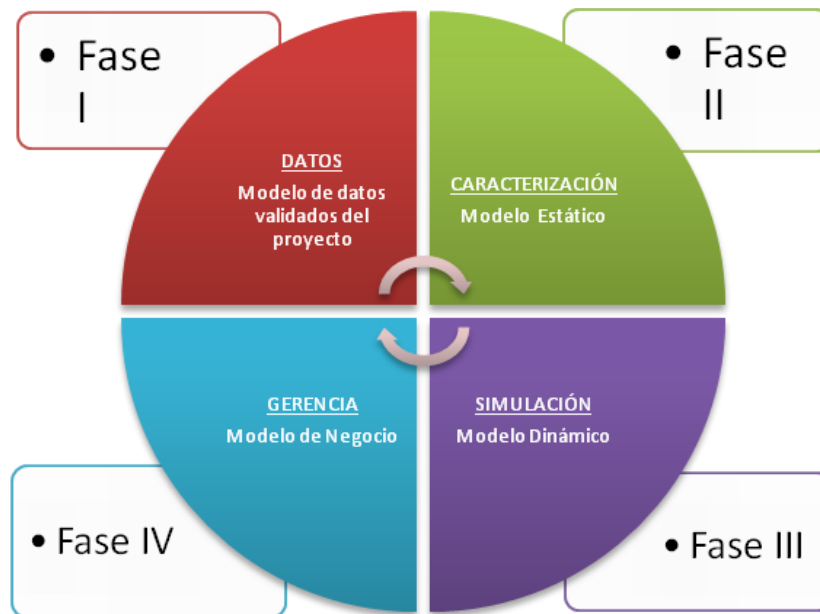 • Fase
I
• Fase
II
DATOS
Modelo de datos
validados del
proyecto
CARACTERIZACIÓN
Modelo Estático
GERENCIA
Modelo de Negocio
SIMULACIÓN
Modelo Dinámico
• Fase IV
• Fase III